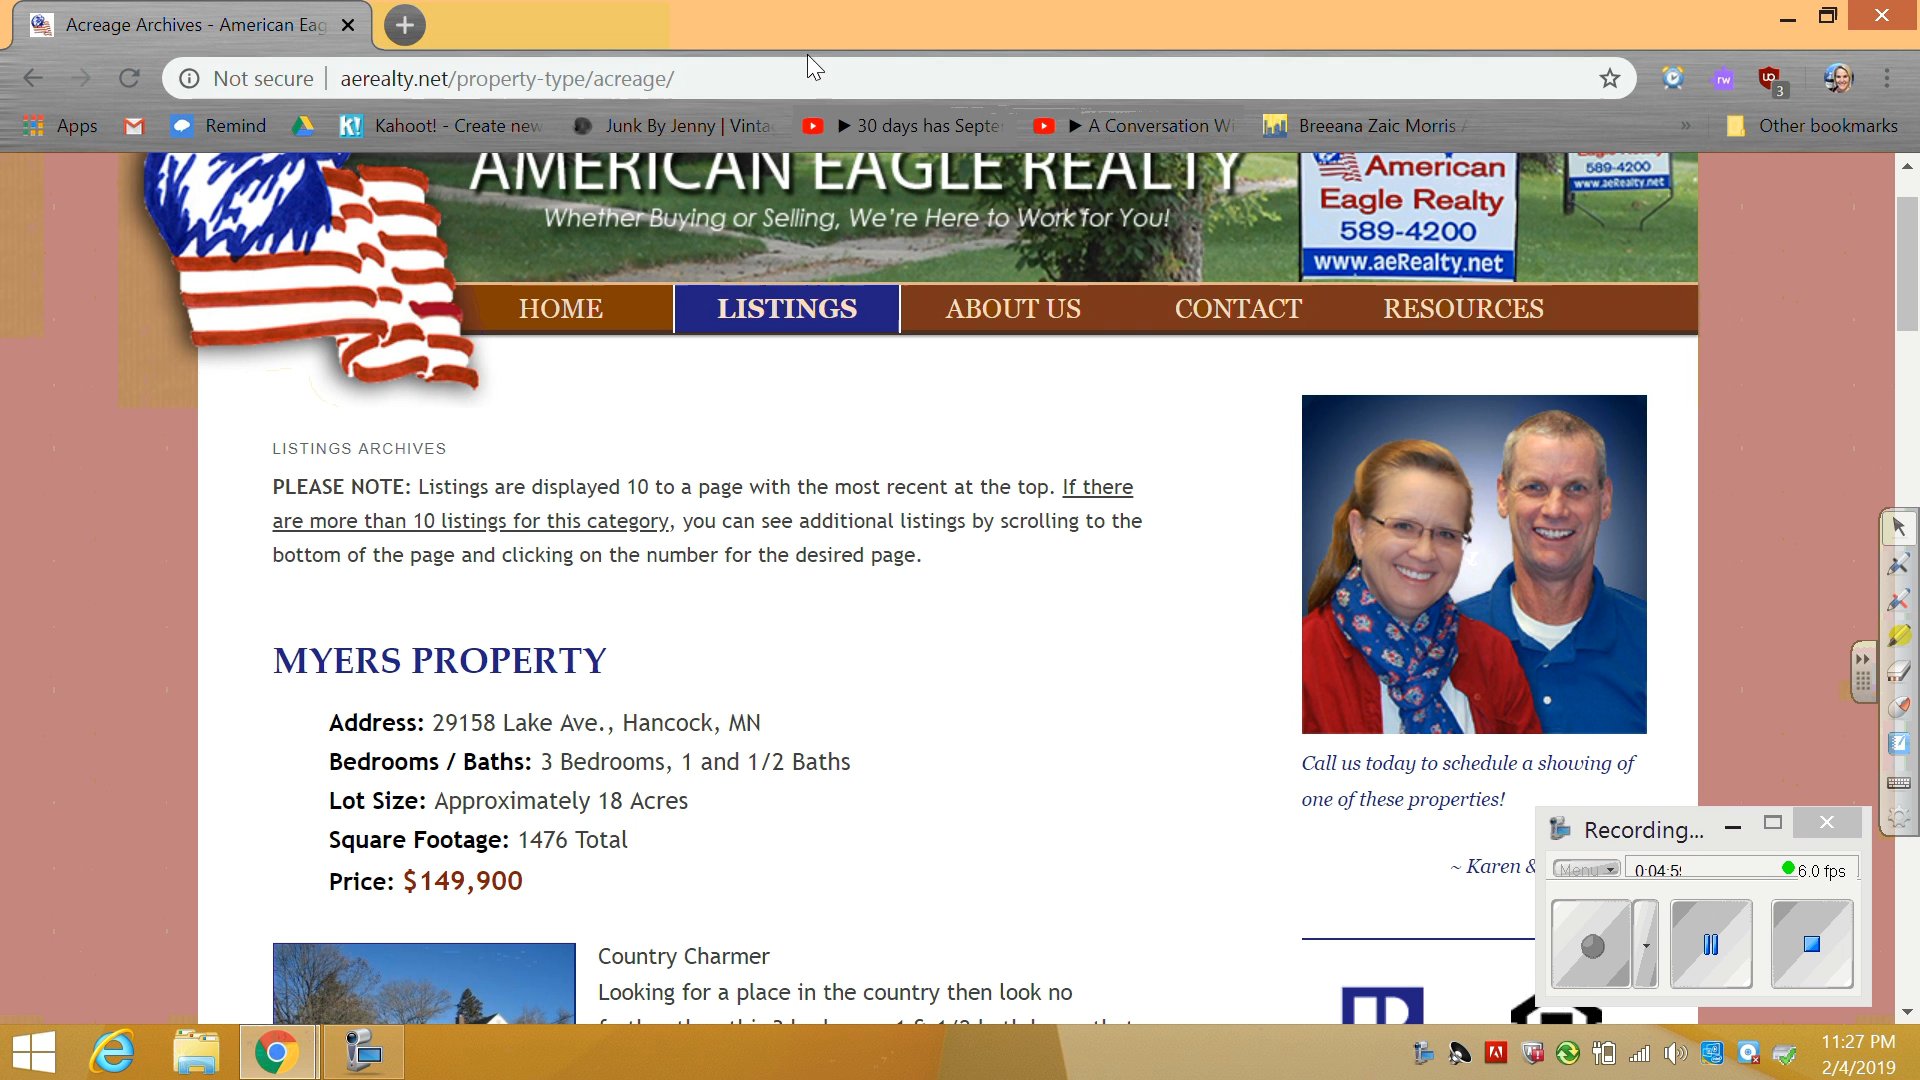 Acreage Archives - American Eag
Not secure
aerealty.net/property-type/acreage/
rw
3
Apps
Remind
K!
Kahoot! - Create new
Junk By Jenny | Vinta
▶ 30 days has Septe
▶ A Conversation Wi
Breeana Zaic Morris
»
Other bookmarks
AMERICAN EAGLE REALTY
Whether Buying or Selling, We're Here to Work for You!
American
Eagle Realty
589-4200
www.aeRealty.net
589-4200
www.aeRealty.net
HOME
LISTINGS
ABOUT US
CONTACT
RESOURCES
LISTINGS ARCHIVES
PLEASE NOTE: Listings are displayed 10 to a page with the most recent at the top. If there
are more than 10 listings for this category, you can see additional listings by scrolling to the
bottom of the page and clicking on the number for the desired page.
MYERS PROPERTY
Address: 29158 Lake Ave., Hancock, MN
Bedrooms / Baths: 3 Bedrooms, 1 and 1/2 Baths
Lot Size: Approximately 18 Acres
Square Footage: 1476 Total
Price: $149,900
Country Charmer
Looking for a place in the country then look no
Call us today to schedule a showing of
one of these properties!
~ Karen &
Recording...
Menu
0:04:5
6.0 fps
11:27 PM
2/4/2019